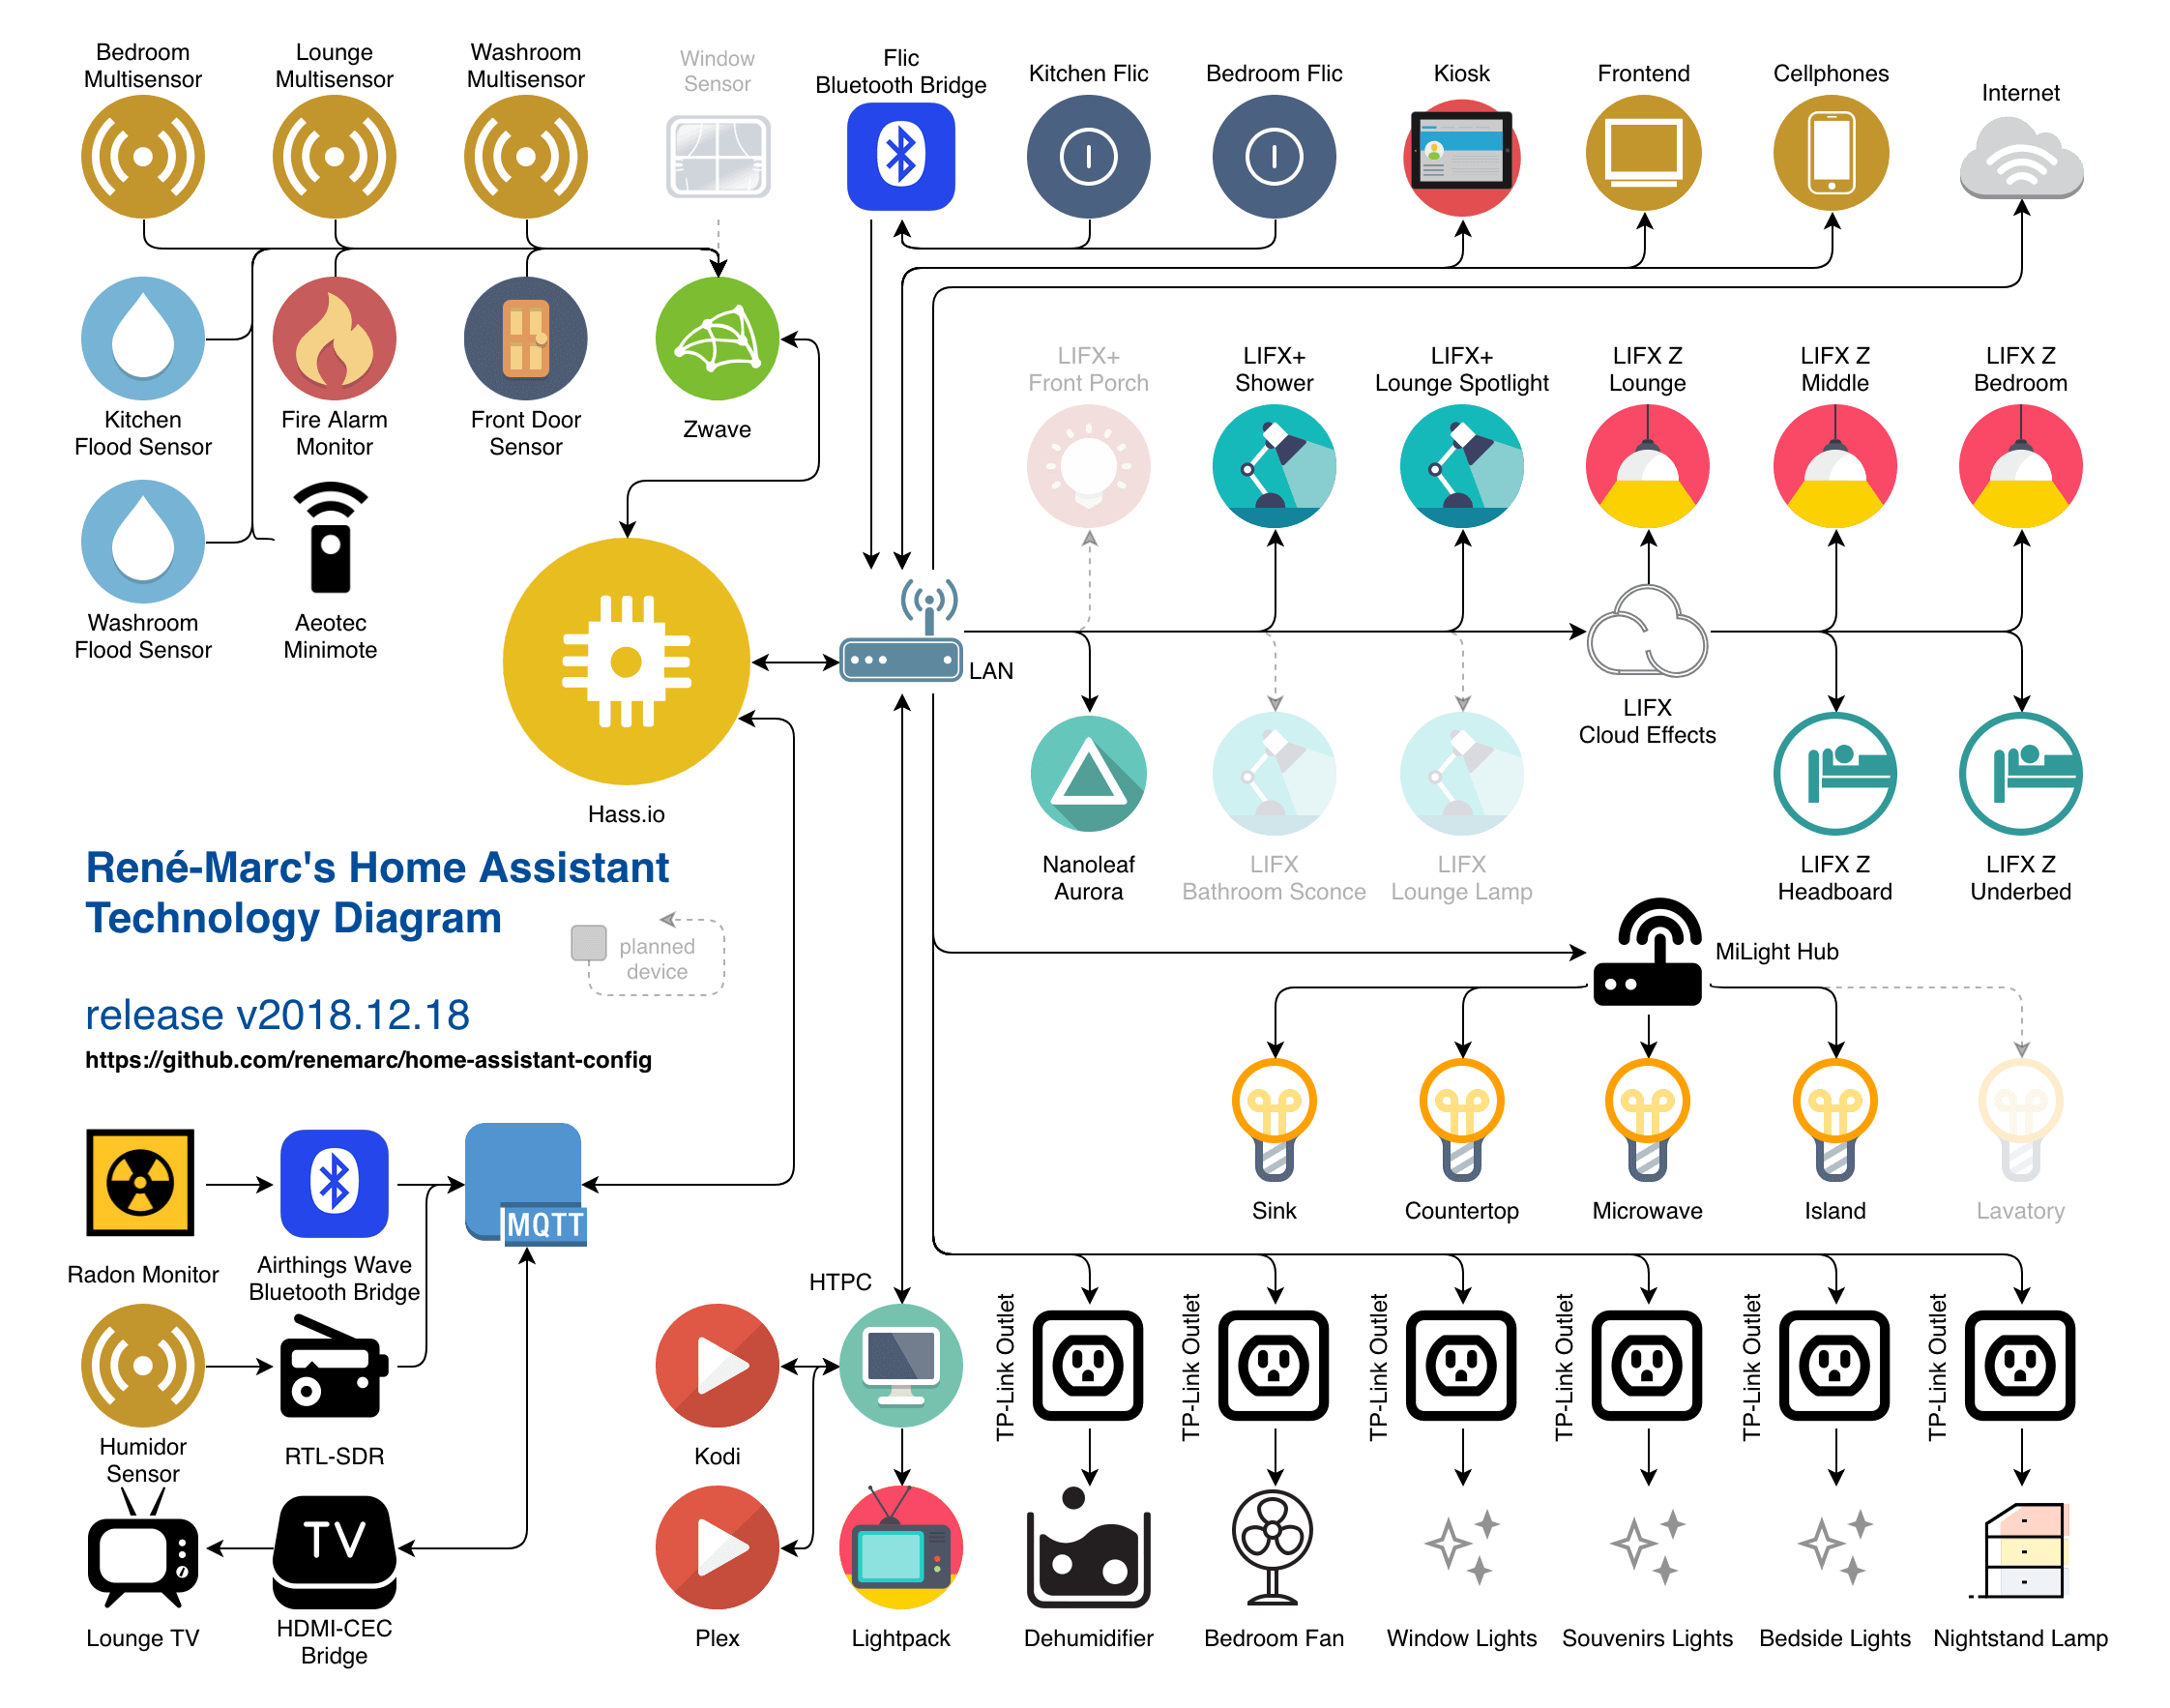 Bedroom
Multisensor
Lounge
Multisensor
Washroom
Multisensor
Window
Sensor
Flic
Bluetooth Bridge
Kitchen Flic
Bedroom Flic
Kiosk
Frontend
Cellphones
Internet
Kitchen
Flood Sensor
Fire Alarm
Monitor
Front Door
Sensor
Zwave
LIFX+
Front Porch
LIFX+
Shower
LIFX+
Lounge Spotlight
LIFX Z
Lounge
LIFX Z
Middle
LIFX Z
Bedroom
Washroom
Flood Sensor
Aeotec
Minimote
Hass.io
LAN
LIFX
Cloud Effects
Nanoleaf
Aurora
LIFX
Bathroom Sconce
LIFX
Lounge Lamp
LIFX Z
Headboard
LIFX Z
Underbed
René-Marc's Home Assistant
Technology Diagram
planned
device
release v2018.12.18
https://github.com/renemarc/home-assistant-config
MiLight Hub
Sink
Countertop
Microwave
Island
Lavatory
Radon Monitor
Airthings Wave
Bluetooth Bridge
MQTT
Humidor
Sensor
RTL-SDR
HTPC
Kodi
TP-Link Outlet
TP-Link Outlet
TP-Link Outlet
TP-Link Outlet
TP-Link Outlet
TP-Link Outlet
Lounge TV
TV
HDMI-CEC
Bridge
Plex
Lightpack
Dehumidifier
Bedroom Fan
Window Lights
Souvenirs Lights
Bedside Lights
Nightstand Lamp